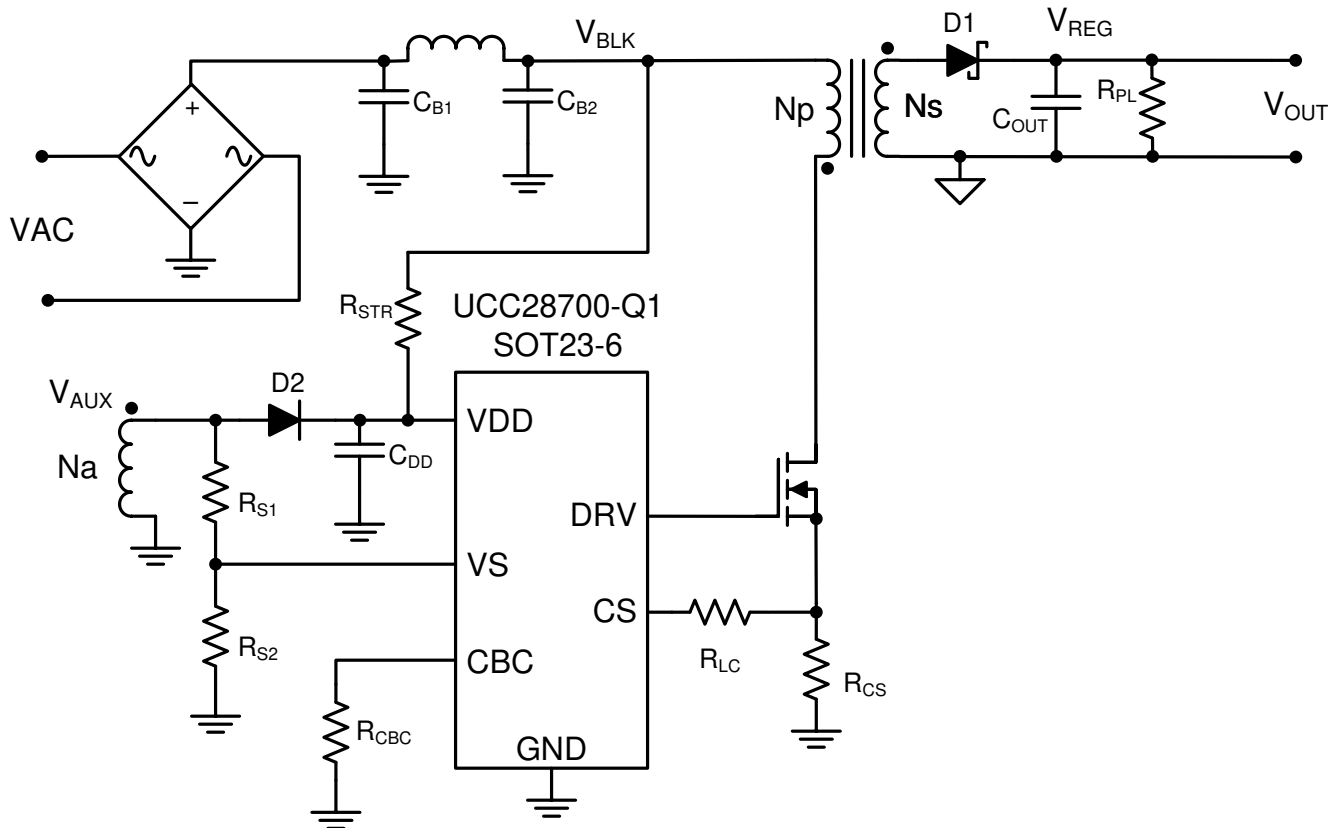 V_BLK
D1
V_REG
+
C_B1
C_B2
Np
Ns
C_OUT
R_PL
V_OUT
VAC
−
R_STR
UCC28700-Q1
SOT23-6
V_AUX
D2
VDD
C_DD
Na
R_S1
DRV
VS
CS
R_S2
CBC
R_LC
R_CS
R_CBC
GND